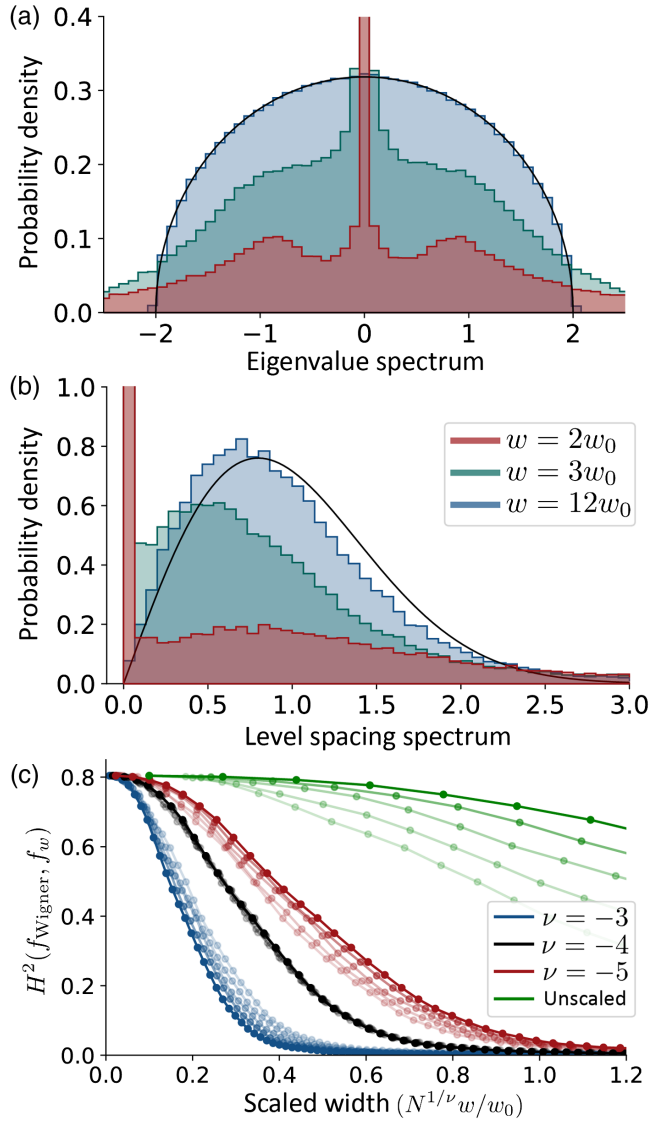 (a)
Probability density
0.4
0.3
0.2
0.1
0.0
−2 −1 0 1 2
Eigenvalue spectrum
(b)
Probability density
1.0
0.8
0.6
0.4
0.2
0.0
w = 2w₀
w = 3w₀
w = 12w₀
0.0 0.5 1.0 1.5 2.0 2.5 3.0
Level spacing spectrum
(c)
H²(f_Wigner, f_w)
0.8
0.6
0.4
0.2
0.0
ν = −3
ν = −4
ν = −5
Unscaled
0.0 0.2 0.4 0.6 0.8 1.0 1.2
Scaled width (N^{1/ν}w/w₀)